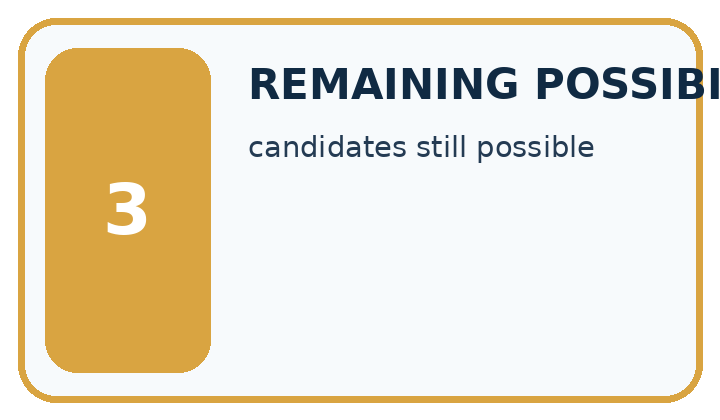 3
REMAINING POSSIBI
candidates still possible